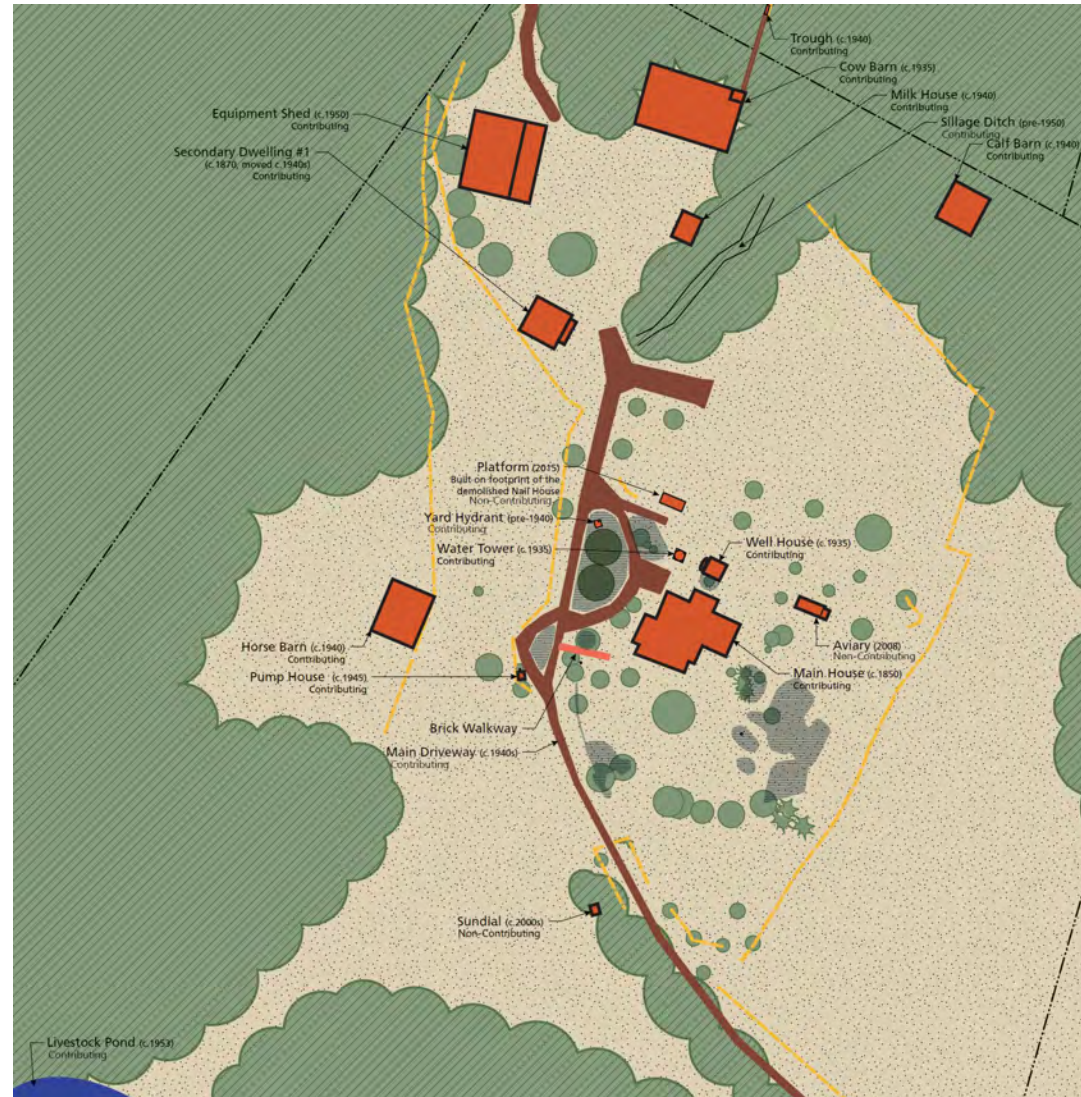 Trough (c.1940)
Contributing
Cow Barn (c.1935)
Contributing
Milk House (c.1940)
Contributing
Sillage Ditch (pre-1950)
Contributing
Calf Barn (c.1940)
Contributing
Equipment Shed (c.1950)
Contributing
Secondary Dwelling #1
(c.1870, moved c.1940s)
Contributing
Platform (2015)
Built on footprint of the
demolished Nail House
Non-Contributing
Yard Hydrant (pre-1940)
Contributing
Water Tower (c.1935)
Contributing
Well House (c.1935)
Contributing
Aviary (2008)
Non-Contributing
Main House (c.1850)
Contributing
Horse Barn (c.1940)
Contributing
Pump House (c.1945)
Contributing
Brick Walkway
Main Driveway (c.1940s)
Contributing
Sundial (c.2000s)
Non-Contributing
Livestock Pond (c.1953)
Contributing